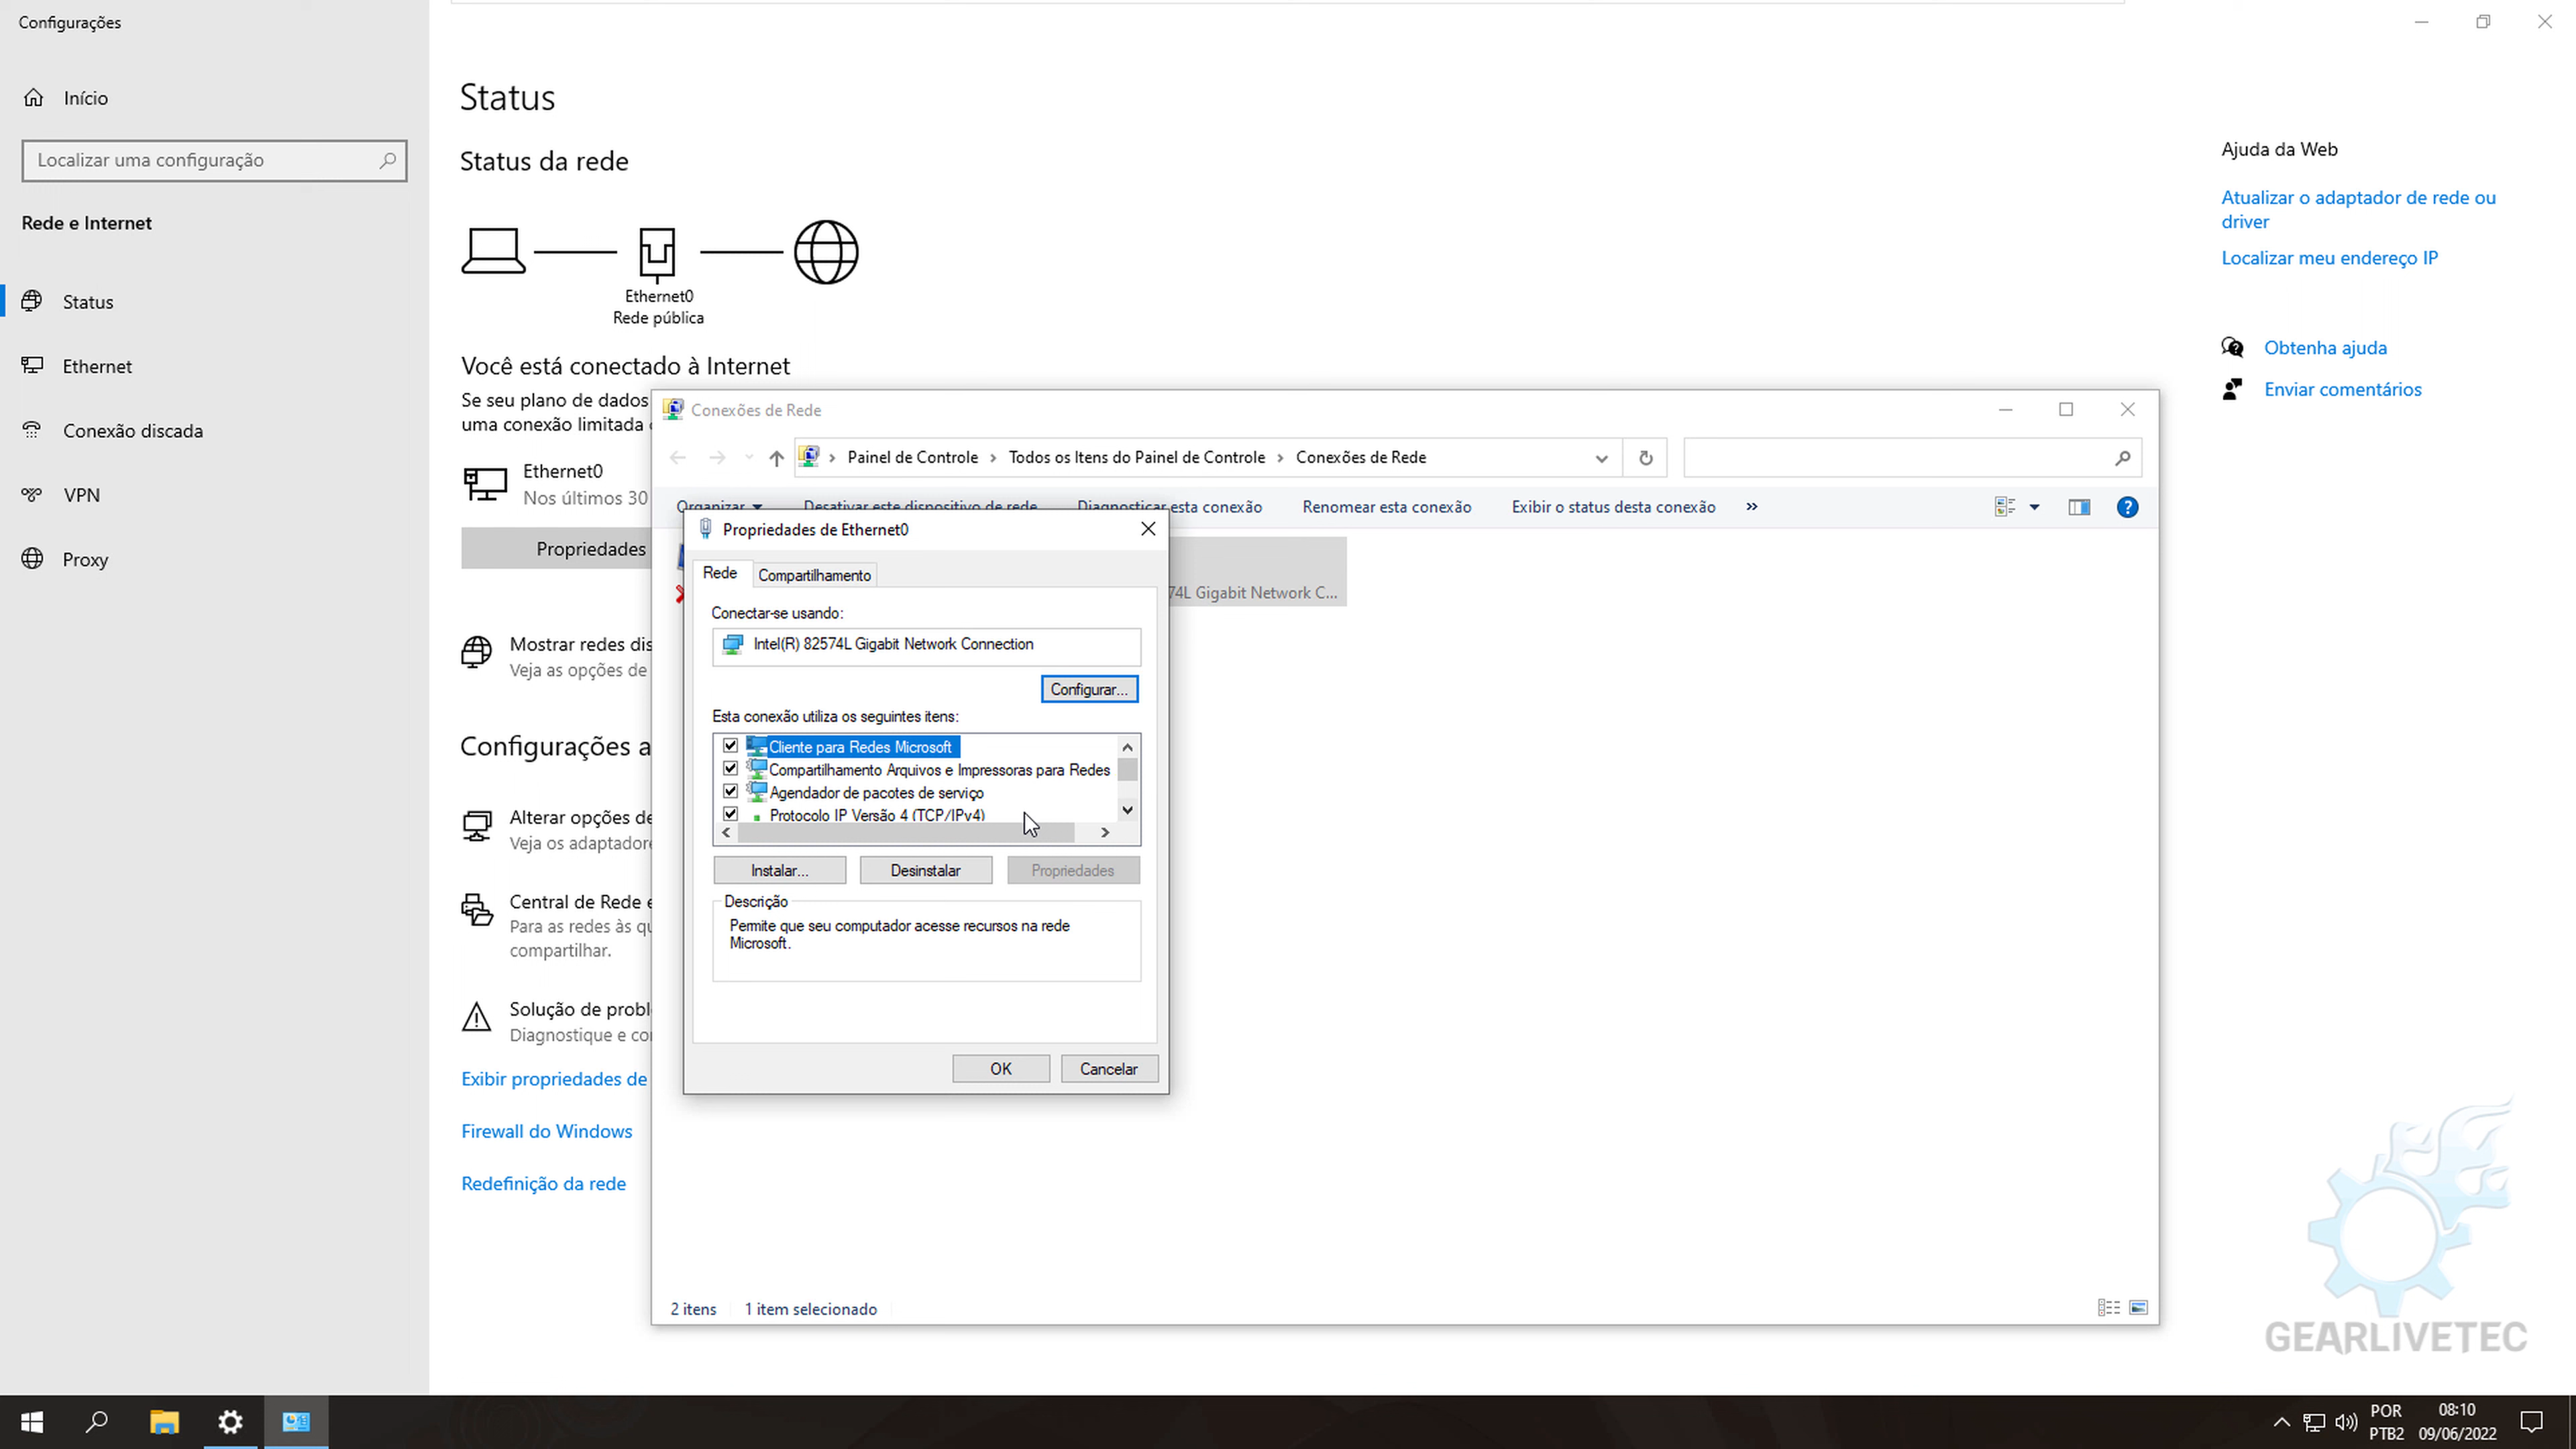 Configurações
Início
Localizar uma configuração
Rede e Internet
Status
Ethernet
Conexão discada
VPN
Proxy
Status
Status da rede
Ethernet0
Rede pública
Você está conectado à Internet
Se seu plano de dados
uma conexão limitada
Ethernet0
Nos últimos 30
Propriedades
Mostrar redes dis
Veja as opções de
Configurações a
Alterar opções de
Veja os adaptador
Central de Rede e
Para as redes às qu
compartilhar.
Solução de probl
Diagnostique e co
Exibir propriedades de
Firewall do Windows
Redefinição da rede
Ajuda da Web
Atualizar o adaptador de rede ou
driver
Localizar meu endereço IP
Obtenha ajuda
Enviar comentários
Conexões de Rede
Painel de Controle > Todos os Itens do Painel de Controle > Conexões de Rede
Organizar Desativar este dispositivo de rede Diagnosticar esta conexão Renomear esta conexão Exibir o status desta conexão »
74L Gigabit Network C...
Propriedades de Ethernet0
Rede Compartilhamento
Conectar-se usando:
Intel(R) 82574L Gigabit Network Connection
Configurar...
Esta conexão utiliza os seguintes itens:
Cliente para Redes Microsoft
Compartilhamento Arquivos e Impressoras para Redes
Agendador de pacotes de serviço
Protocolo IP Versão 4 (TCP/IPv4)
Instalar... Desinstalar Propriedades
Descrição
Permite que seu computador acesse recursos na rede
Microsoft.
OK Cancelar
2 itens 1 item selecionado
GEARLIVETEC
POR
PTB2
08:10
09/06/2022